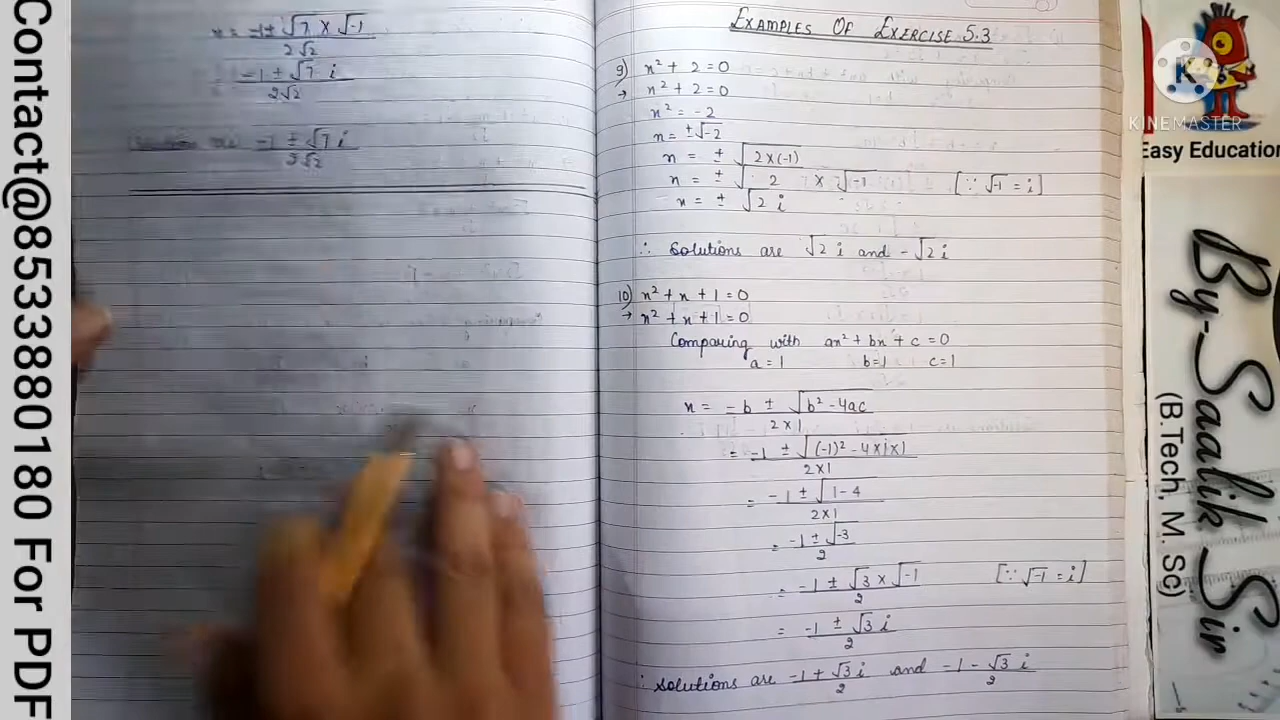 Contact@8533880180 For PDF
x = -1 ± √7 × √-1
2√2
= -1 ± √7 i
2√2
-1 ± √7 i
2√2
EXAMPLES OF EXERCISE 5.3
9) x² + 2 = 0
→ x² + 2 = 0
x² = -2
x = ±√-2
x = ± √2×(-1)
x = ± √2 × √-1 [∵ √-1 = i]
x = ± √2 i
∴ Solutions are √2 i and -√2 i
10) x² + x + 1 = 0
→ x² + x + 1 = 0
Comparing with ax² + bx + c = 0
a = 1 b=1 c=1
x = -b ± √b² - 4ac
2×1
= -1 ± √(-1)² - 4×1×1
2×1
= -1 ± √1-4
2×1
= -1 ± √-3
2
= -1 ± √3 × √-1 [∵ √-1 = i]
2
= -1 ± √3 i
2
∴ Solutions are -1 + √3 i and -1 - √3 i
2 2
K
KINEMASTER
Easy Education
By-Saalik Sir
(B.Tech, M. Sc)